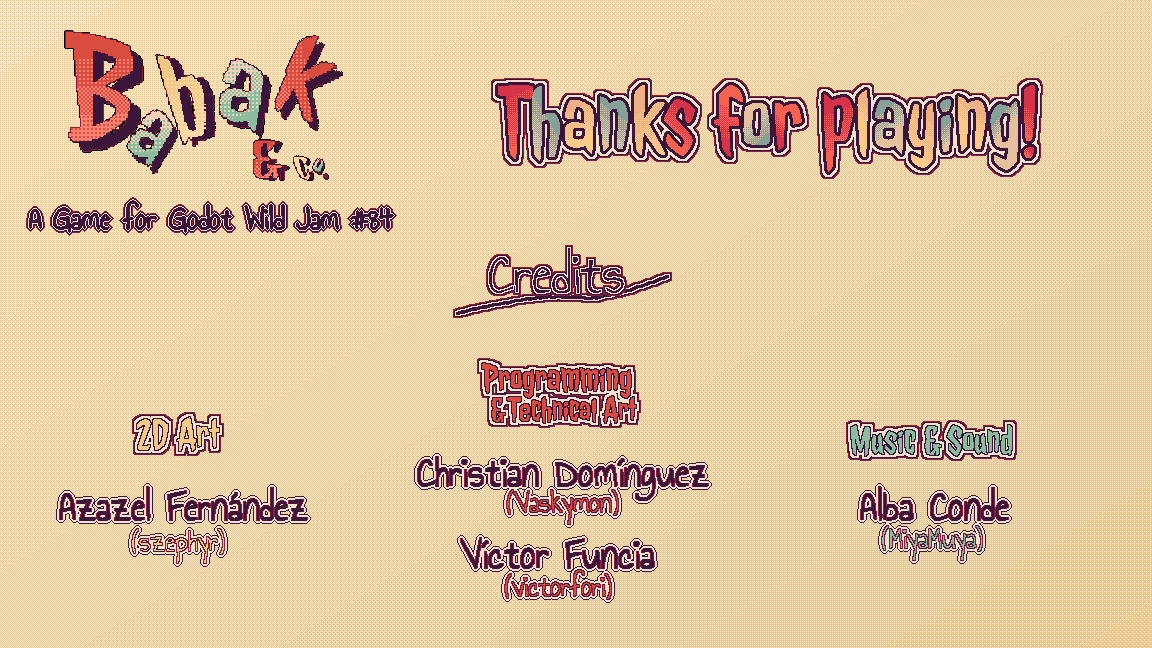 Bahak
& Co.
Thanks for playing!
A Game for Godot Wild Jam #84
Credits
2D Art
Azazel Fernández
(szephyr)
Programming
& Technical Art
Christian Domínguez
(Vaskymon)
Víctor Funcia
(victorfori)
Music & Sound
Alba Conde
(MiyaMuya)